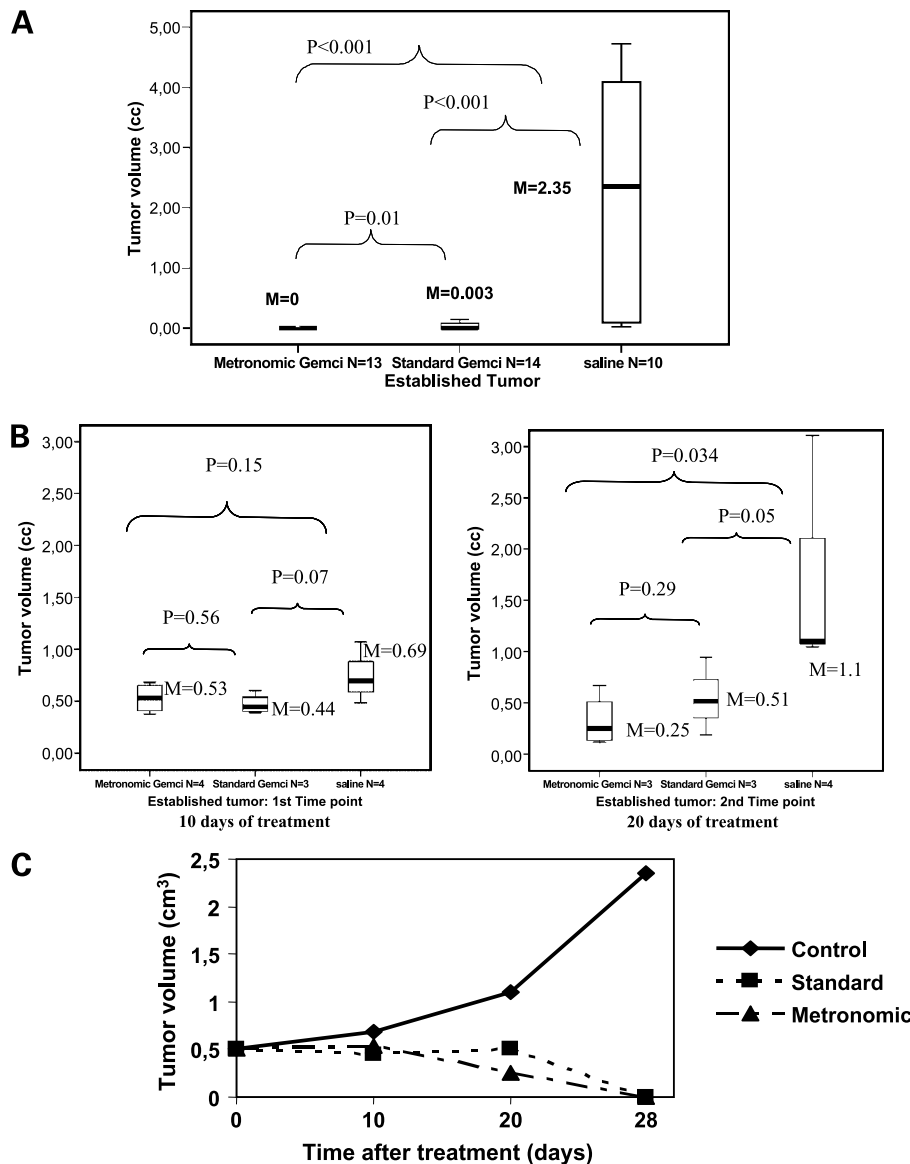 A
Tumor volume (cc)
5,00
4,00
3,00
2,00
1,00
0,00
P<0.001
P<0.001
P=0.01
M=2.35
M=0
M=0.003
Metronomic Gemci N=13
Standard Gemci N=14
saline N=10
Established Tumor
B
Tumor volume (cc)
3,00
2,50
2,00
1,50
1,00
0,50
0,00
P=0.15
P=0.07
P=0.56
M=0.53
M=0.44
M=0.69
Metronomic Gemci N=4
Standard Gemci N=3
saline N=4
Established tumor: 1st Time point
10 days of treatment
Tumor volume (cc)
3,00
2,50
2,00
1,50
1,00
0,50
0,00
P=0.034
P=0.05
P=0.29
M=0.25
M=0.51
M=1.1
Metronomic Gemci N=3
Standard Gemci N=3
saline N=4
Established tumor: 2nd Time point
20 days of treatment
C
Tumor volume (cm³)
2,5
2
1,5
1
0,5
0
0
10
20
28
Time after treatment (days)
Control
Standard
Metronomic